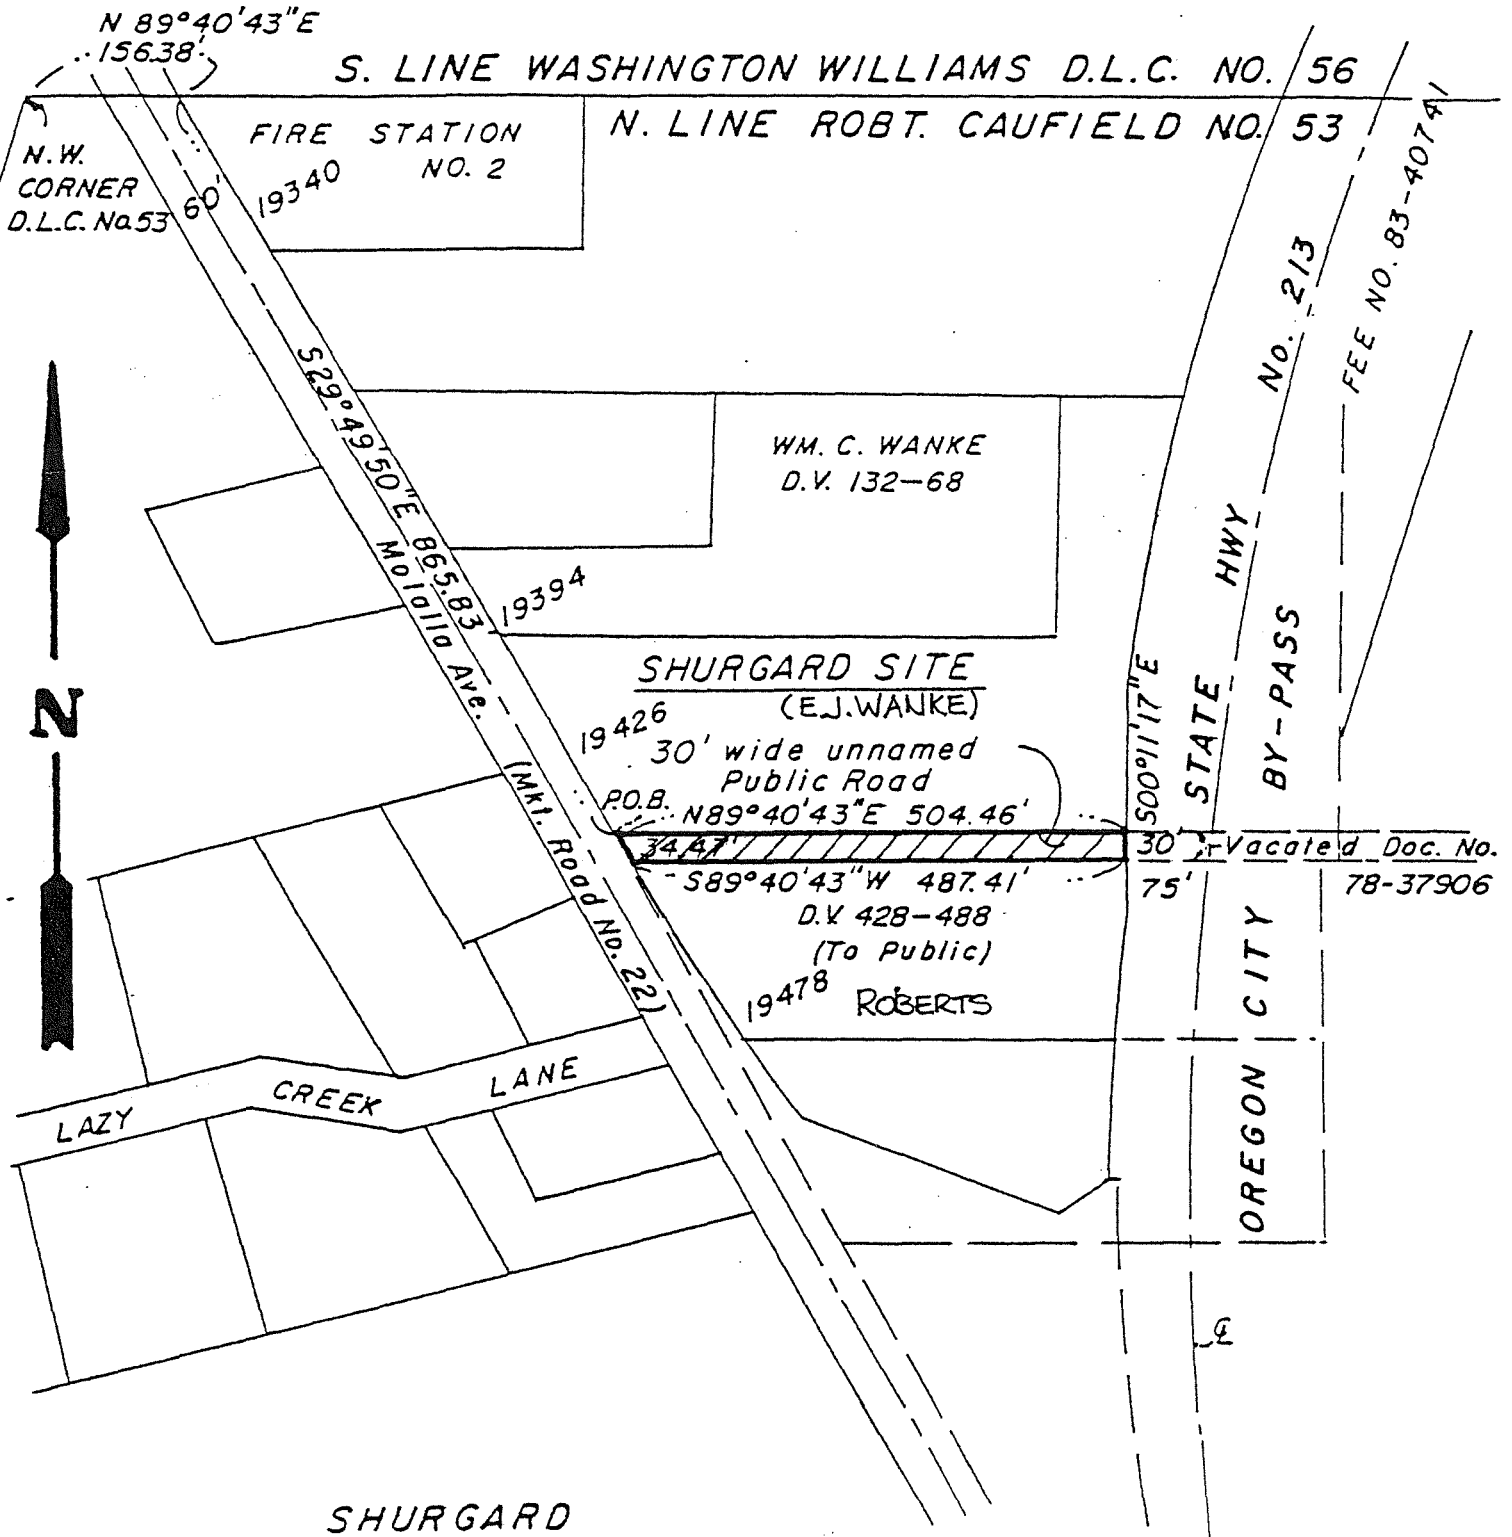 N 89°40'43"E
156.38'
S. LINE WASHINGTON WILLIAMS D.L.C. NO. 56
N. LINE ROBT. CAUFIELD NO. 53
FIRE STATION
NO. 2
19340
N.W.
CORNER
D.L.C. No.53
60'
FEE NO. 83-40741
S29°49'50"E 865.83'
WM. C. WANKE
D.V. 132-68
STATE HWY No. 213
Molalla Ave. (Mkt. Road No. 22)
19394
N
SHURGARD SITE
(E.J. WANKE)
19426
30' wide unnamed
Public Road
S00°11'17"E
OREGON CITY BY-PASS
P.O.B.
N89°40'43"E 504.46'
34.47'
30'
Vacated Doc. No.
78-37906
S89°40'43"W 487.41'
75'
D.V. 428-488
(To Public)
19478
ROBERTS
LAZY CREEK LANE
℄
SHURGARD